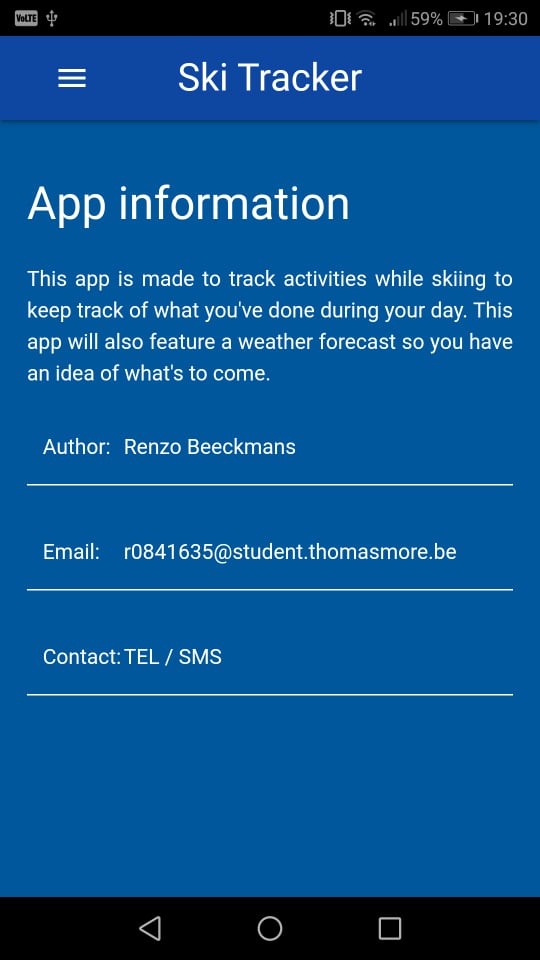 VoLTE 59% 19:30
Ski Tracker
App information
This app is made to track activities while skiing to
keep track of what you've done during your day. This
app will also feature a weather forecast so you have
an idea of what's to come.
Author: Renzo Beeckmans
Email: r0841635@student.thomasmore.be
Contact: TEL / SMS